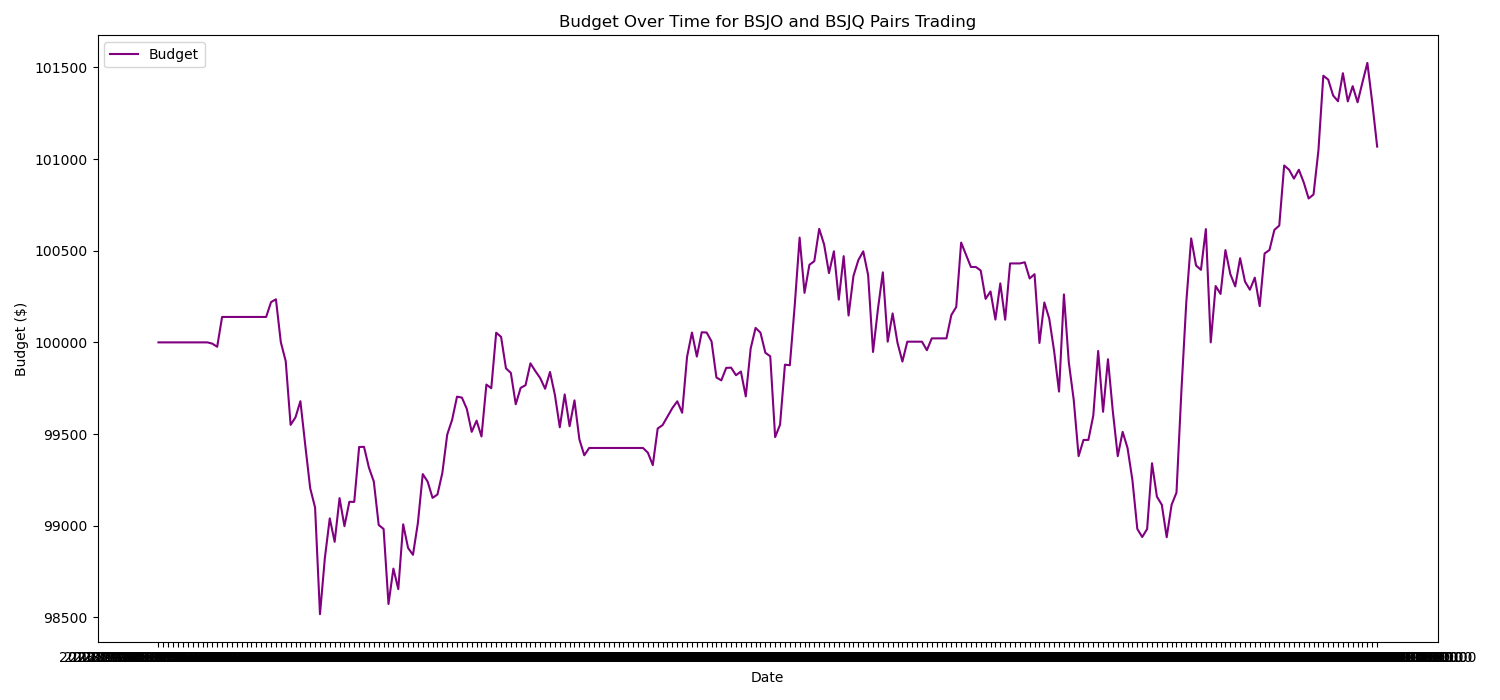 Budget Over Time for BSJO and BSJQ Pairs Trading
Budget
101500
101000
100500
100000
99500
99000
98500
Budget ($)
Date